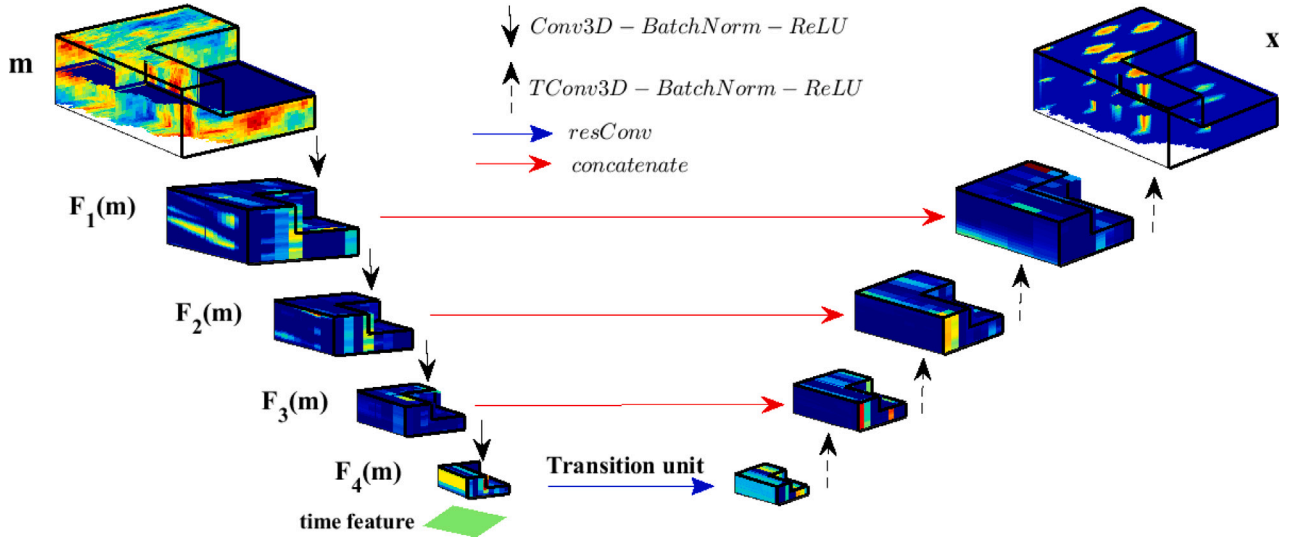 m
Conv3D − BatchNorm − ReLU
x
TConv3D − BatchNorm − ReLU
resConv
concatenate
F1(m)
F2(m)
F3(m)
F4(m)
Transition unit
time feature